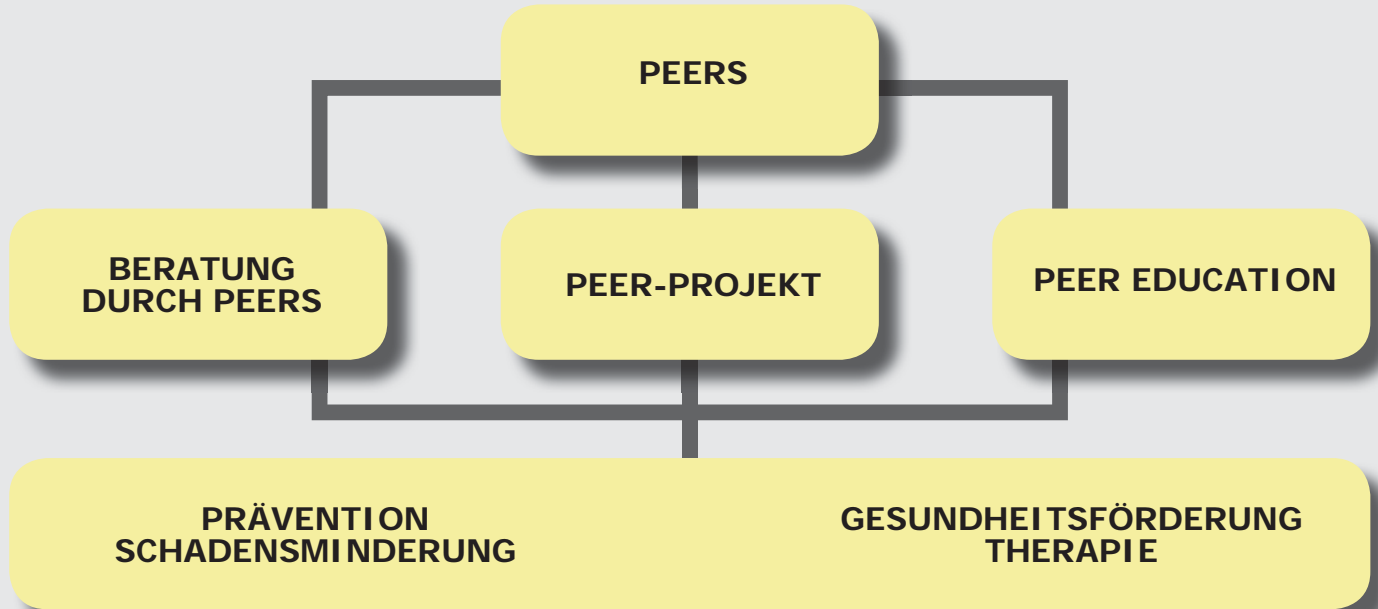 PEERS
BERATUNG
DURCH PEERS
PEER-PROJEKT
PEER EDUCATION
PRÄVENTION
SCHADENSMINDERUNG
GESUNDHEITSFÖRDERUNG
THERAPIE